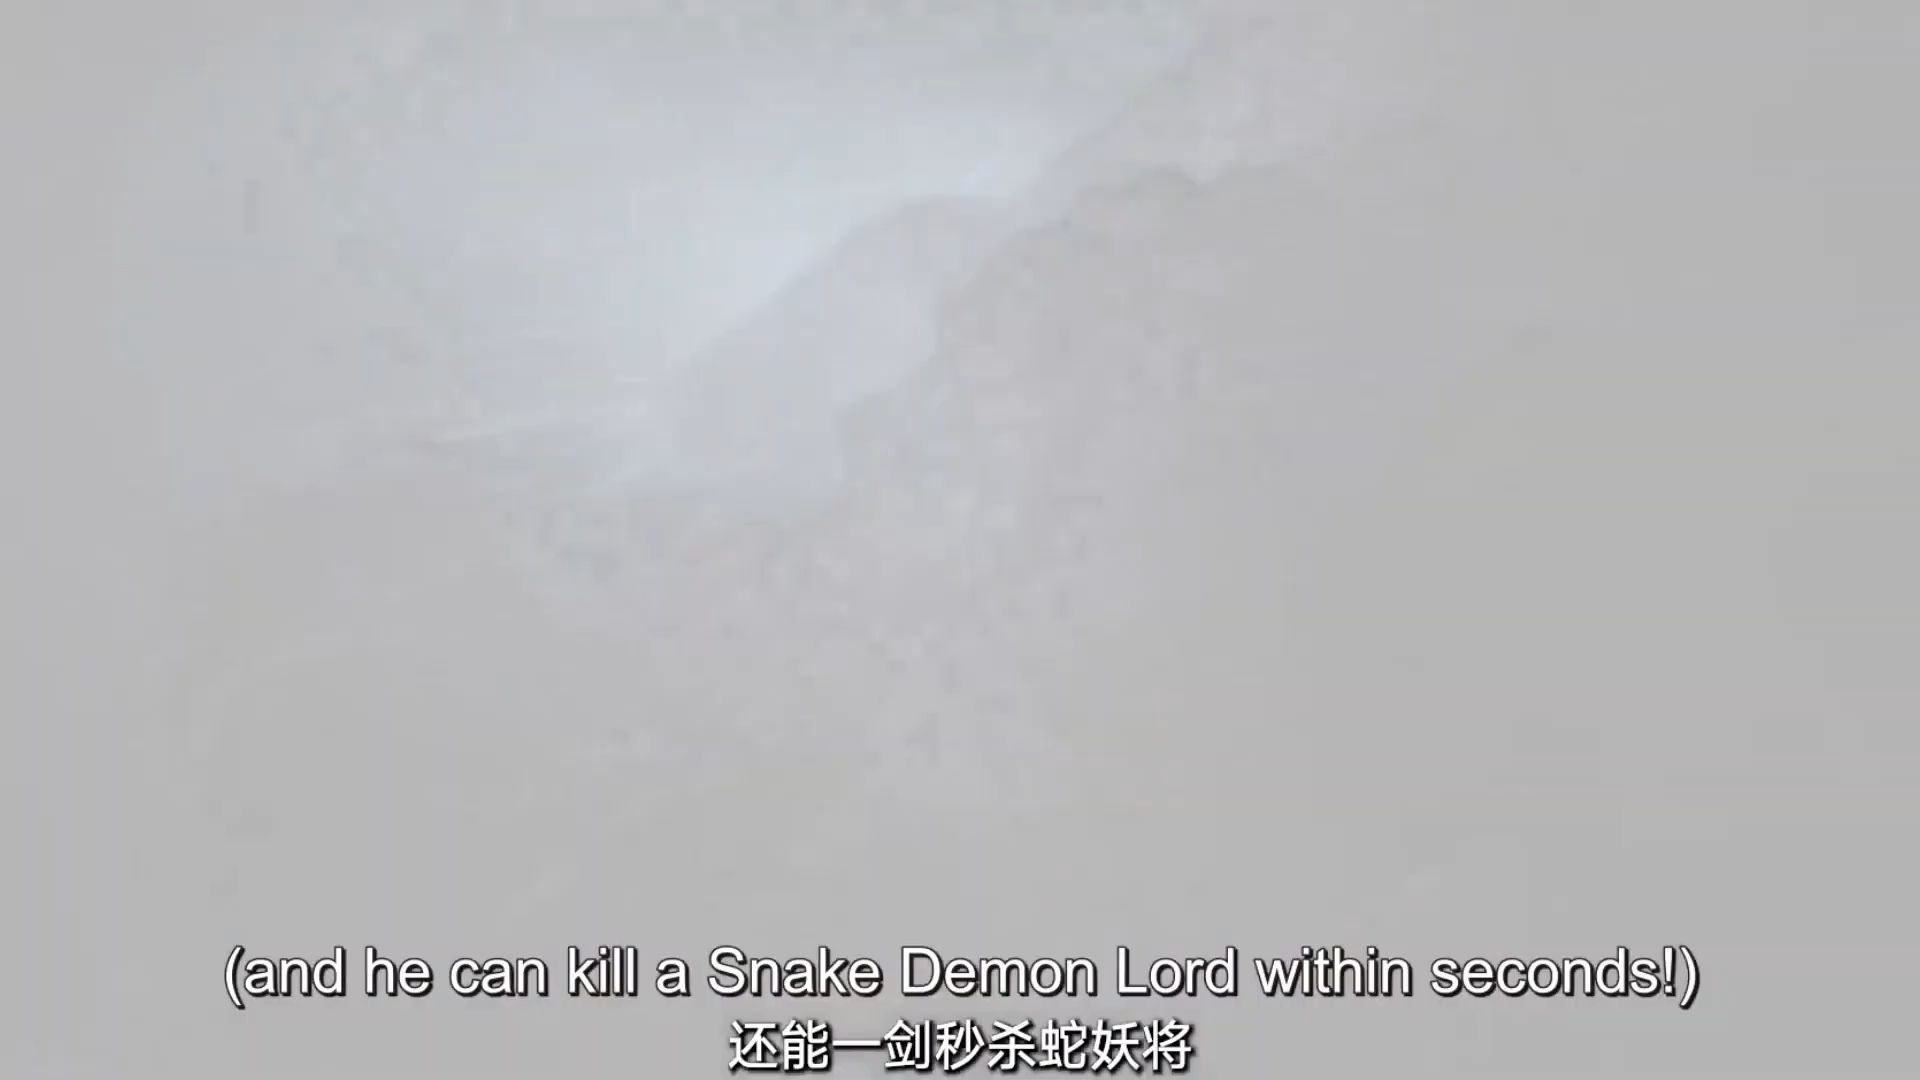 (and he can kill a Snake Demon Lord within seconds!)
还能一剑秒杀蛇妖将